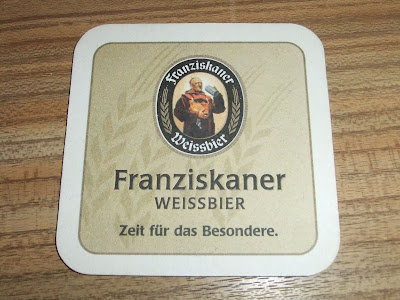 Franziskaner
Weissbier
Franziskaner
WEISSBIER
Zeit für das Besondere.